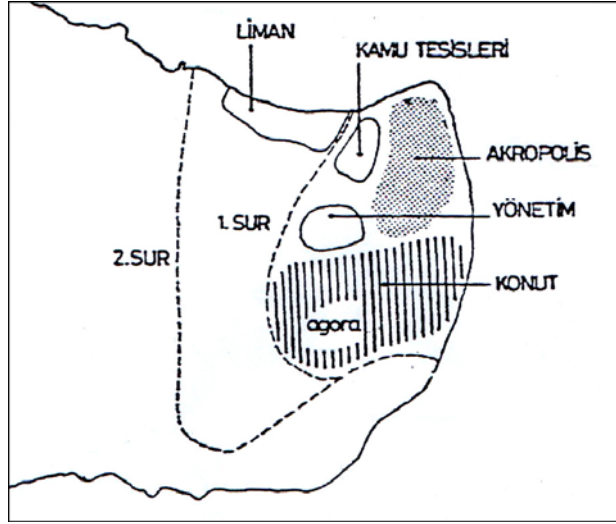 LİMAN
KAMU TESİSLERİ
AKROPOLİS
1. SUR
YÖNETİM
2. SUR
KONUT
agora